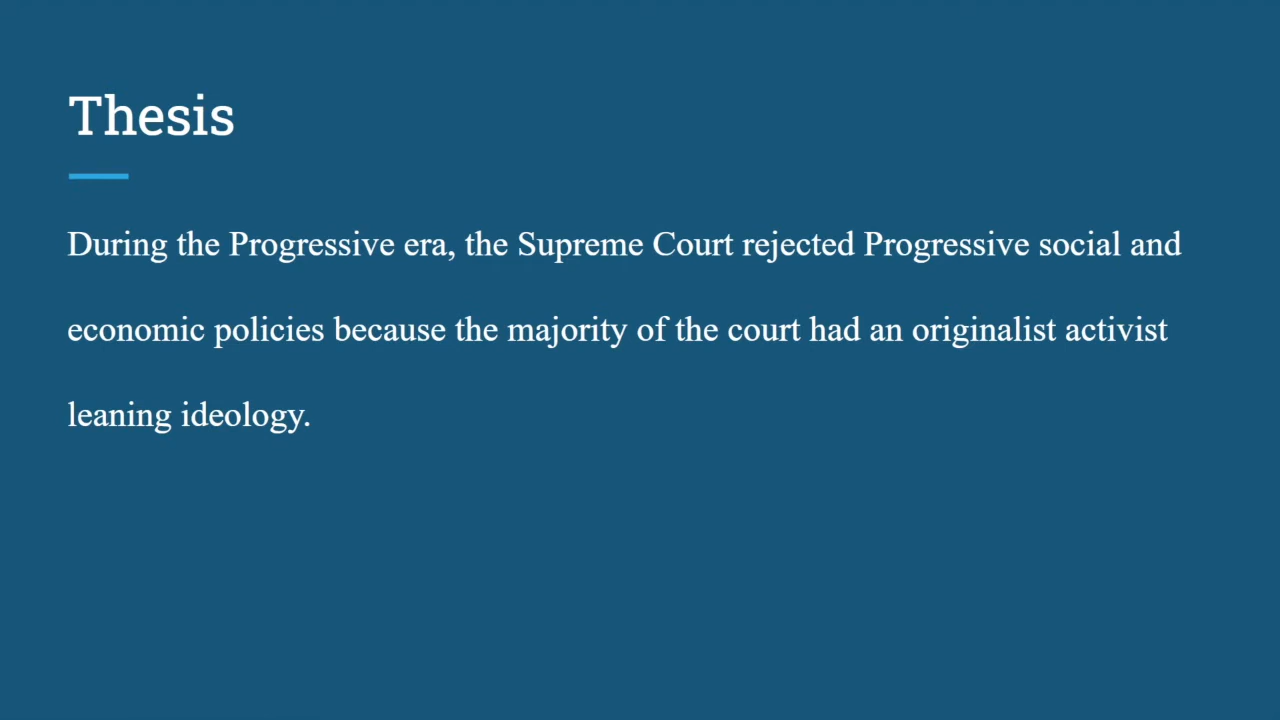 Thesis
During the Progressive era, the Supreme Court rejected Progressive social and
economic policies because the majority of the court had an originalist activist
leaning ideology.